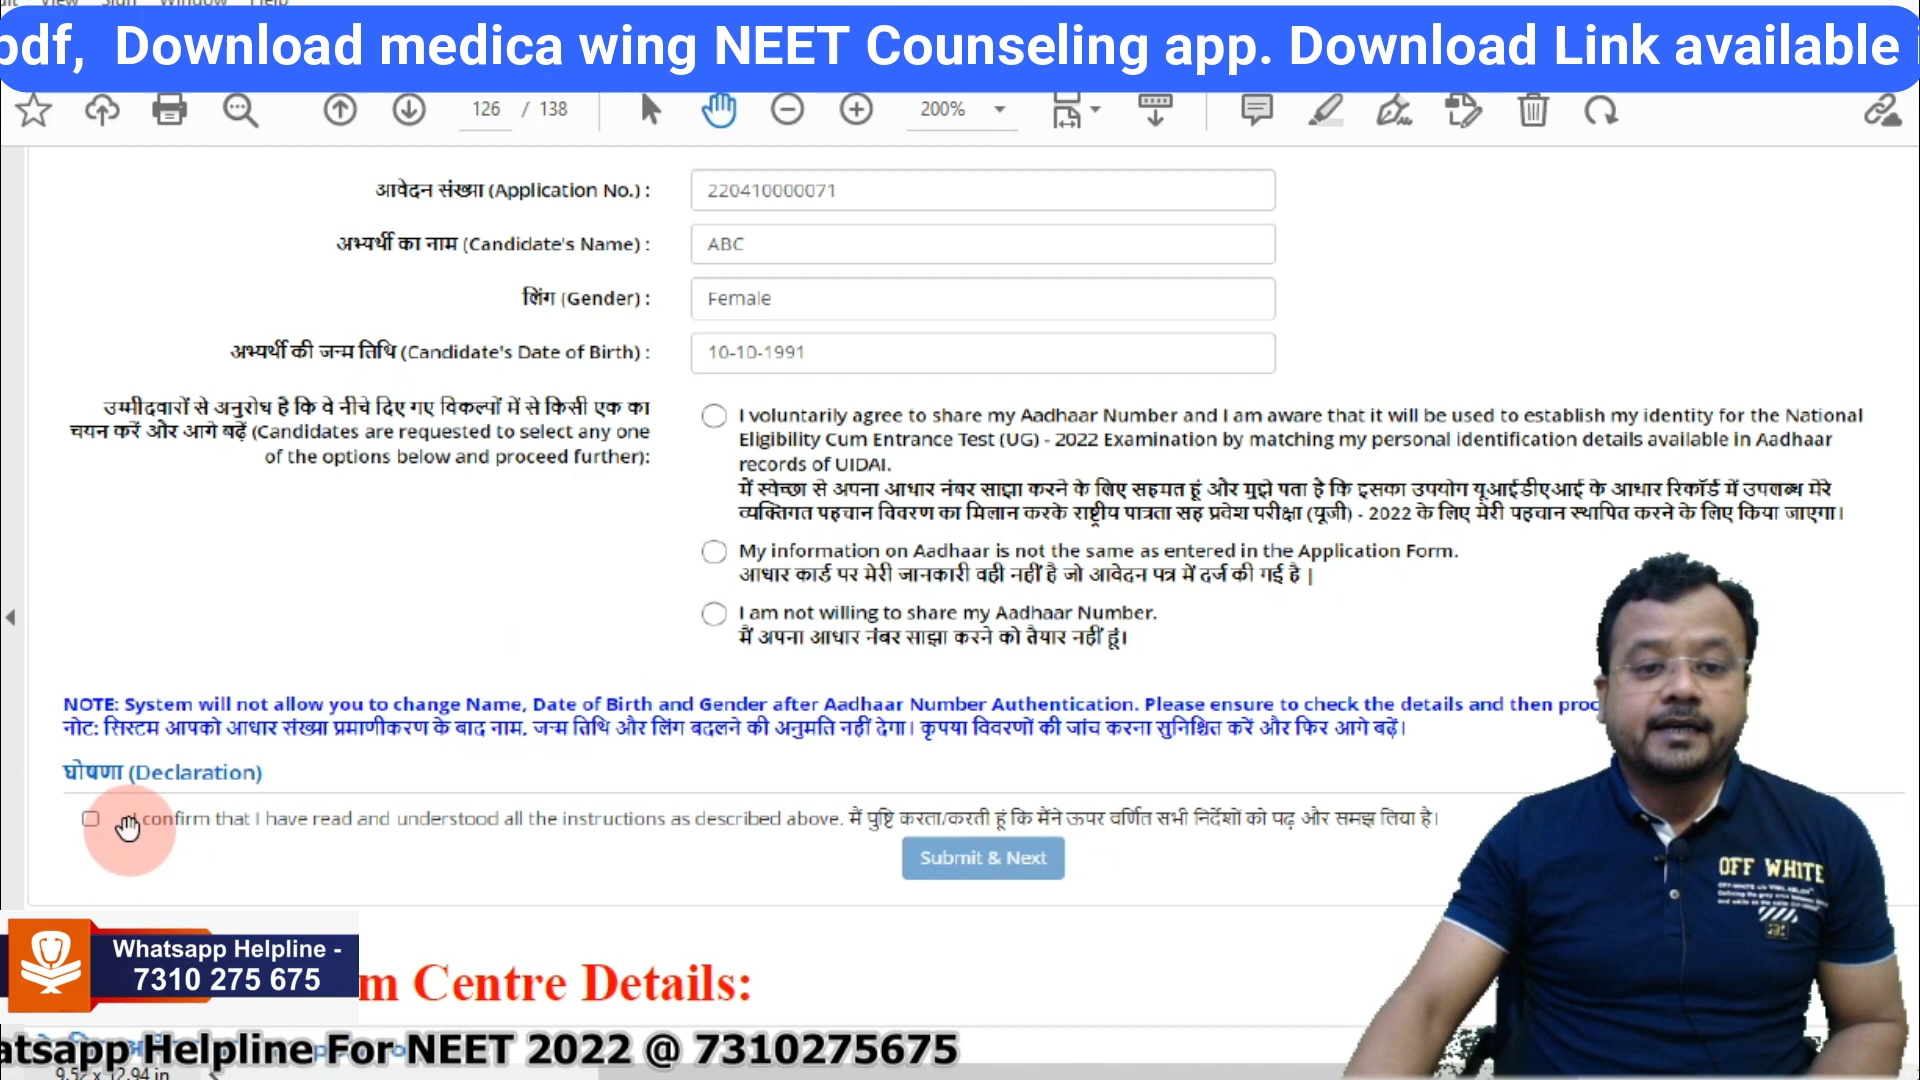 pdf, Download medica wing NEET Counseling app. Download Link available
126 / 138
200%
आवेदन संख्या (Application No.) :
220410000071
अभ्यर्थी का नाम (Candidate's Name) :
ABC
लिंग (Gender) :
Female
अभ्यर्थी की जन्म तिथि (Candidate's Date of Birth) :
10-10-1991
उम्मीदवारों से अनुरोध है कि वे नीचे दिए गए विकल्पों में से किसी एक का
चयन करें और आगे बढ़ें (Candidates are requested to select any one
of the options below and proceed further):
I voluntarily agree to share my Aadhaar Number and I am aware that it will be used to establish my identity for the National
Eligibility Cum Entrance Test (UG) - 2022 Examination by matching my personal identification details available in Aadhaar
records of UIDAI.
में स्वेच्छा से अपना आधार नंबर साझा करने के लिए सहमत हूं और मुझे पता है कि इसका उपयोग यूआईडीएआई के आधार रिकॉर्ड में उपलब्ध मेरे
व्यक्तिगत पहचान विवरण का मिलान करके राष्ट्रीय पात्रता सह प्रवेश परीक्षा (यूजी) - 2022 के लिए मेरी पहचान स्थापित करने के लिए किया जाएगा।
My information on Aadhaar is not the same as entered in the Application Form.
आधार कार्ड पर मेरी जानकारी वही नहीं है जो आवेदन पत्र में दर्ज की गई है |
I am not willing to share my Aadhaar Number.
मैं अपना आधार नंबर साझा करने को तैयार नहीं हूं।
NOTE: System will not allow you to change Name, Date of Birth and Gender after Aadhaar Number Authentication. Please ensure to check the details and then proc
नोट: सिस्टम आपको आधार संख्या प्रमाणीकरण के बाद नाम, जन्म तिथि और लिंग बदलने की अनुमति नहीं देगा। कृपया विवरणों की जांच करना सुनिश्चित करें और फिर आगे बढ़ें।
घोषणा (Declaration)
I confirm that I have read and understood all the instructions as described above. मैं पुष्टि करता/करती हूं कि मैंने ऊपर वर्णित सभी निर्देशों को पढ़ और समझ लिया है।
Submit & Next
OFF WHITE
Whatsapp Helpline -
7310 275 675
m Centre Details:
atsapp Helpline For NEET 2022 @ 7310275675
9.52 x 12.94 in